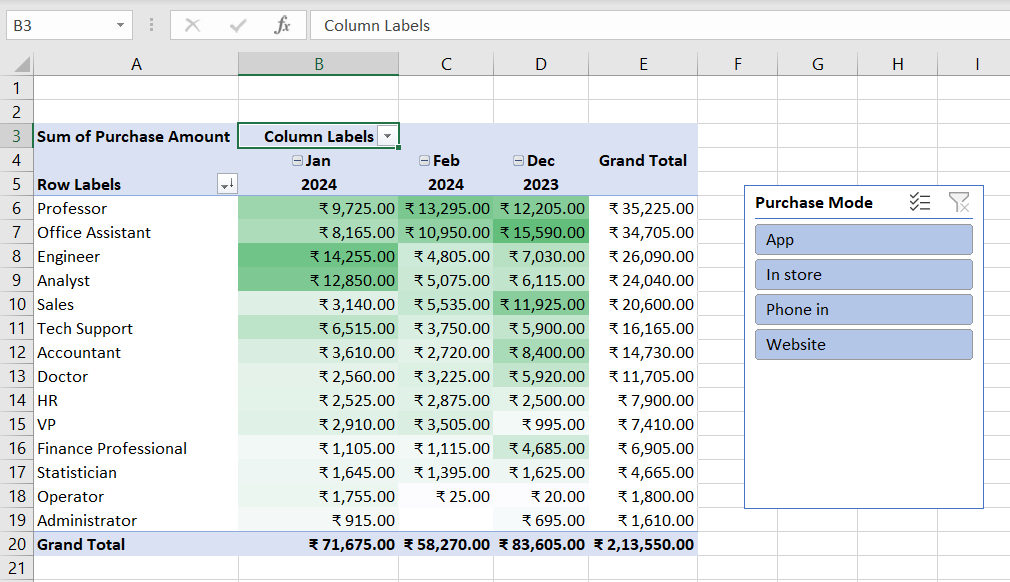 B3 fx Column Labels
A B C D E F G H I
1
2
3 Sum of Purchase Amount Column Labels
4 Jan Feb Dec Grand Total
5 Row Labels 2024 2024 2023
6 Professor ₹ 9,725.00 ₹ 13,295.00 ₹ 12,205.00 ₹ 35,225.00
7 Office Assistant ₹ 8,165.00 ₹ 10,950.00 ₹ 15,590.00 ₹ 34,705.00
8 Engineer ₹ 14,255.00 ₹ 4,805.00 ₹ 7,030.00 ₹ 26,090.00
9 Analyst ₹ 12,850.00 ₹ 5,075.00 ₹ 6,115.00 ₹ 24,040.00
10 Sales ₹ 3,140.00 ₹ 5,535.00 ₹ 11,925.00 ₹ 20,600.00
11 Tech Support ₹ 6,515.00 ₹ 3,750.00 ₹ 5,900.00 ₹ 16,165.00
12 Accountant ₹ 3,610.00 ₹ 2,720.00 ₹ 8,400.00 ₹ 14,730.00
13 Doctor ₹ 2,560.00 ₹ 3,225.00 ₹ 5,920.00 ₹ 11,705.00
14 HR ₹ 2,525.00 ₹ 2,875.00 ₹ 2,500.00 ₹ 7,900.00
15 VP ₹ 2,910.00 ₹ 3,505.00 ₹ 995.00 ₹ 7,410.00
16 Finance Professional ₹ 1,105.00 ₹ 1,115.00 ₹ 4,685.00 ₹ 6,905.00
17 Statistician ₹ 1,645.00 ₹ 1,395.00 ₹ 1,625.00 ₹ 4,665.00
18 Operator ₹ 1,755.00 ₹ 25.00 ₹ 20.00 ₹ 1,800.00
19 Administrator ₹ 915.00 ₹ 695.00 ₹ 1,610.00
20 Grand Total ₹ 71,675.00 ₹ 58,270.00 ₹ 83,605.00 ₹ 2,13,550.00
21
Purchase Mode
App
In store
Phone in
Website